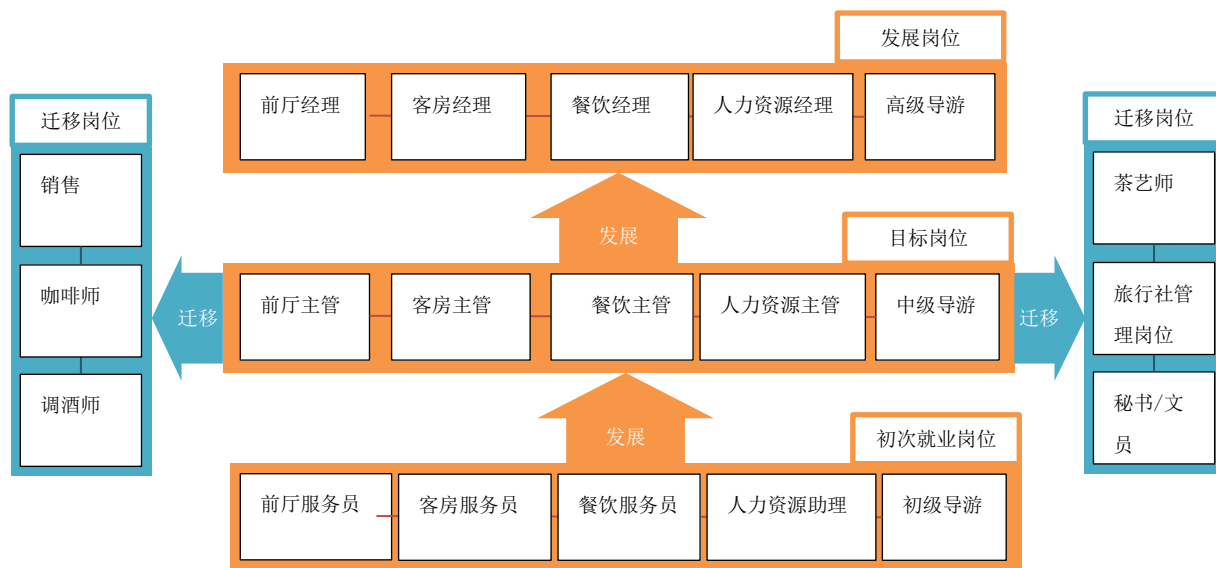 发展岗位
前厅经理
客房经理
餐饮经理
人力资源经理
高级导游
迁移岗位
销售
咖啡师
调酒师
迁移岗位
茶艺师
旅行社管
理岗位
秘书/文
员
发展
目标岗位
迁移
前厅主管
客房主管
餐饮主管
人力资源主管
中级导游
迁移
发展
初次就业岗位
前厅服务员
客房服务员
餐饮服务员
人力资源助理
初级导游